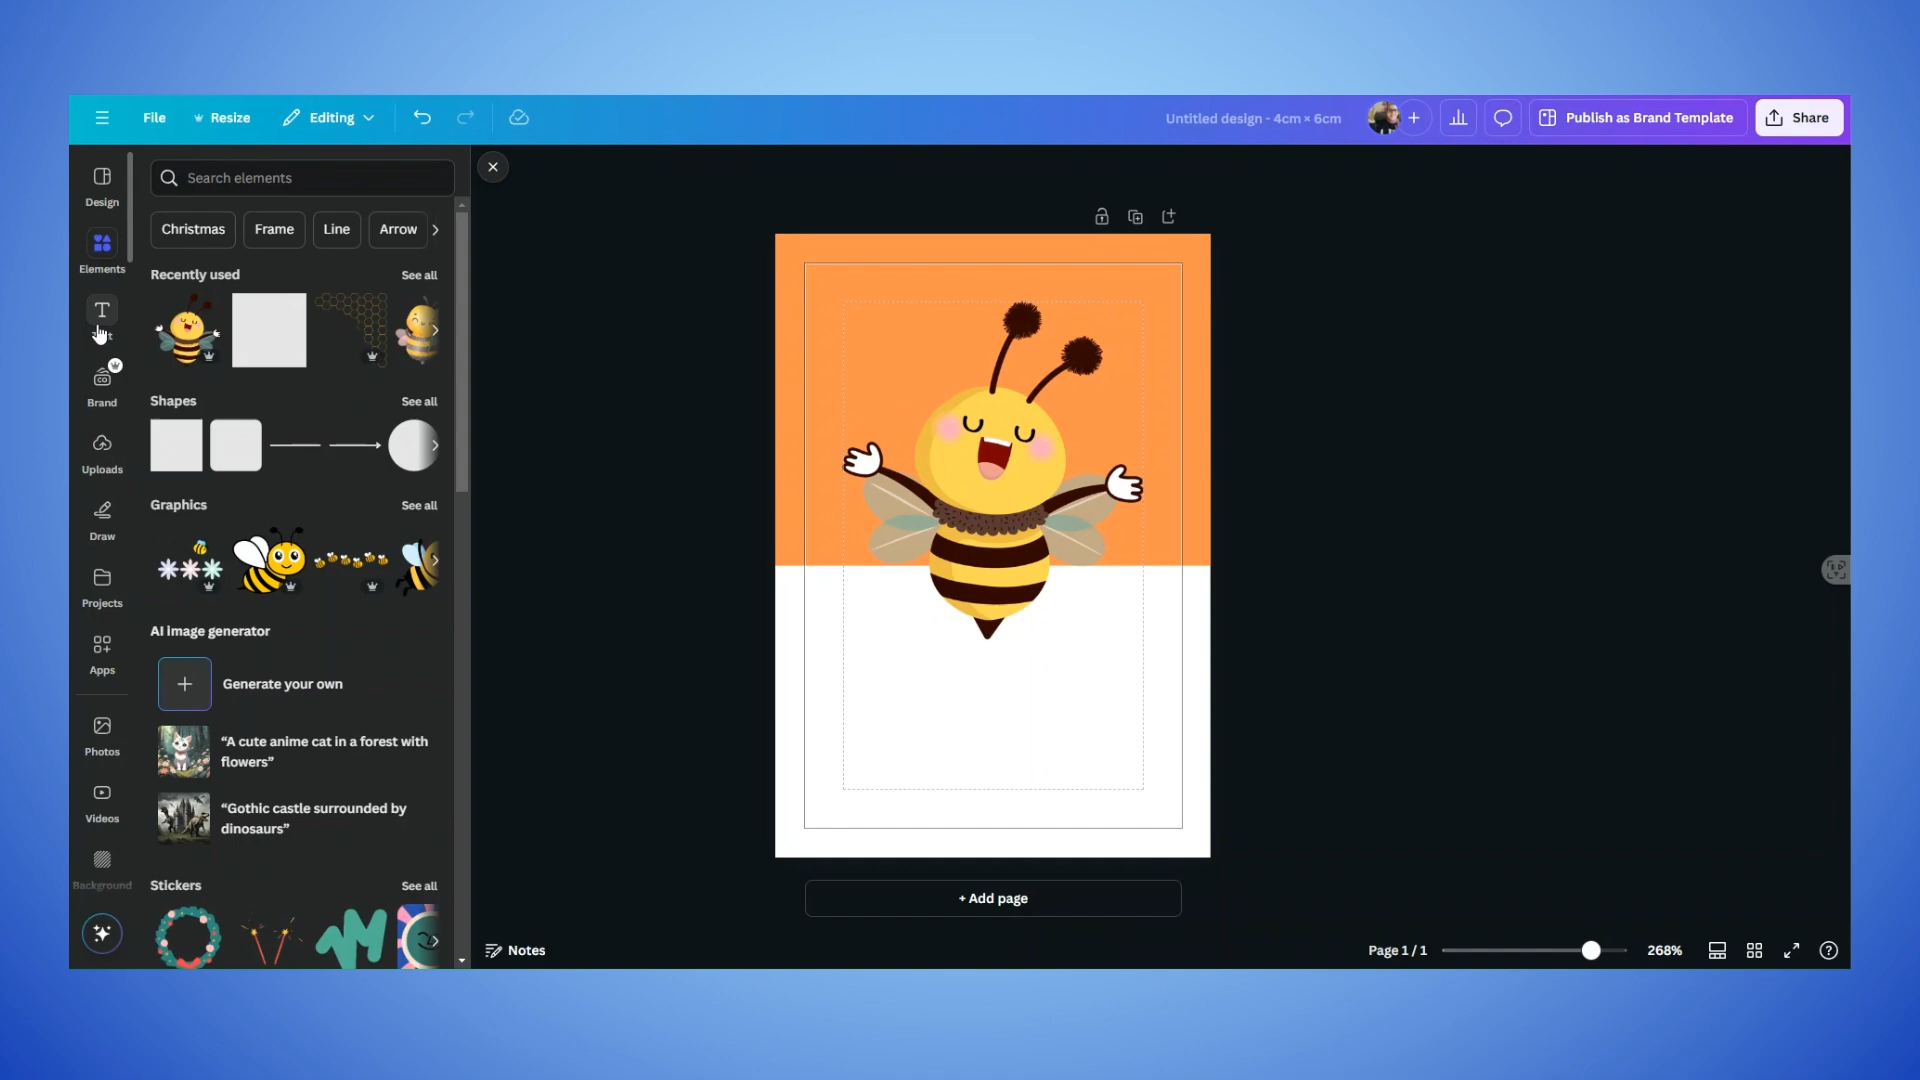 File
Resize
Editing
Untitled design - 4cm × 6cm
Publish as Brand Template
Share
Design
Elements
Brand
Uploads
Draw
Projects
Apps
Photos
Videos
Background
Search elements
Christmas
Frame
Line
Arrow
Recently used
See all
Shapes
See all
Graphics
See all
AI image generator
Generate your own
“A cute anime cat in a forest with
flowers”
“Gothic castle surrounded by
dinosaurs”
Stickers
See all
+ Add page
Notes
Page 1 / 1
268%